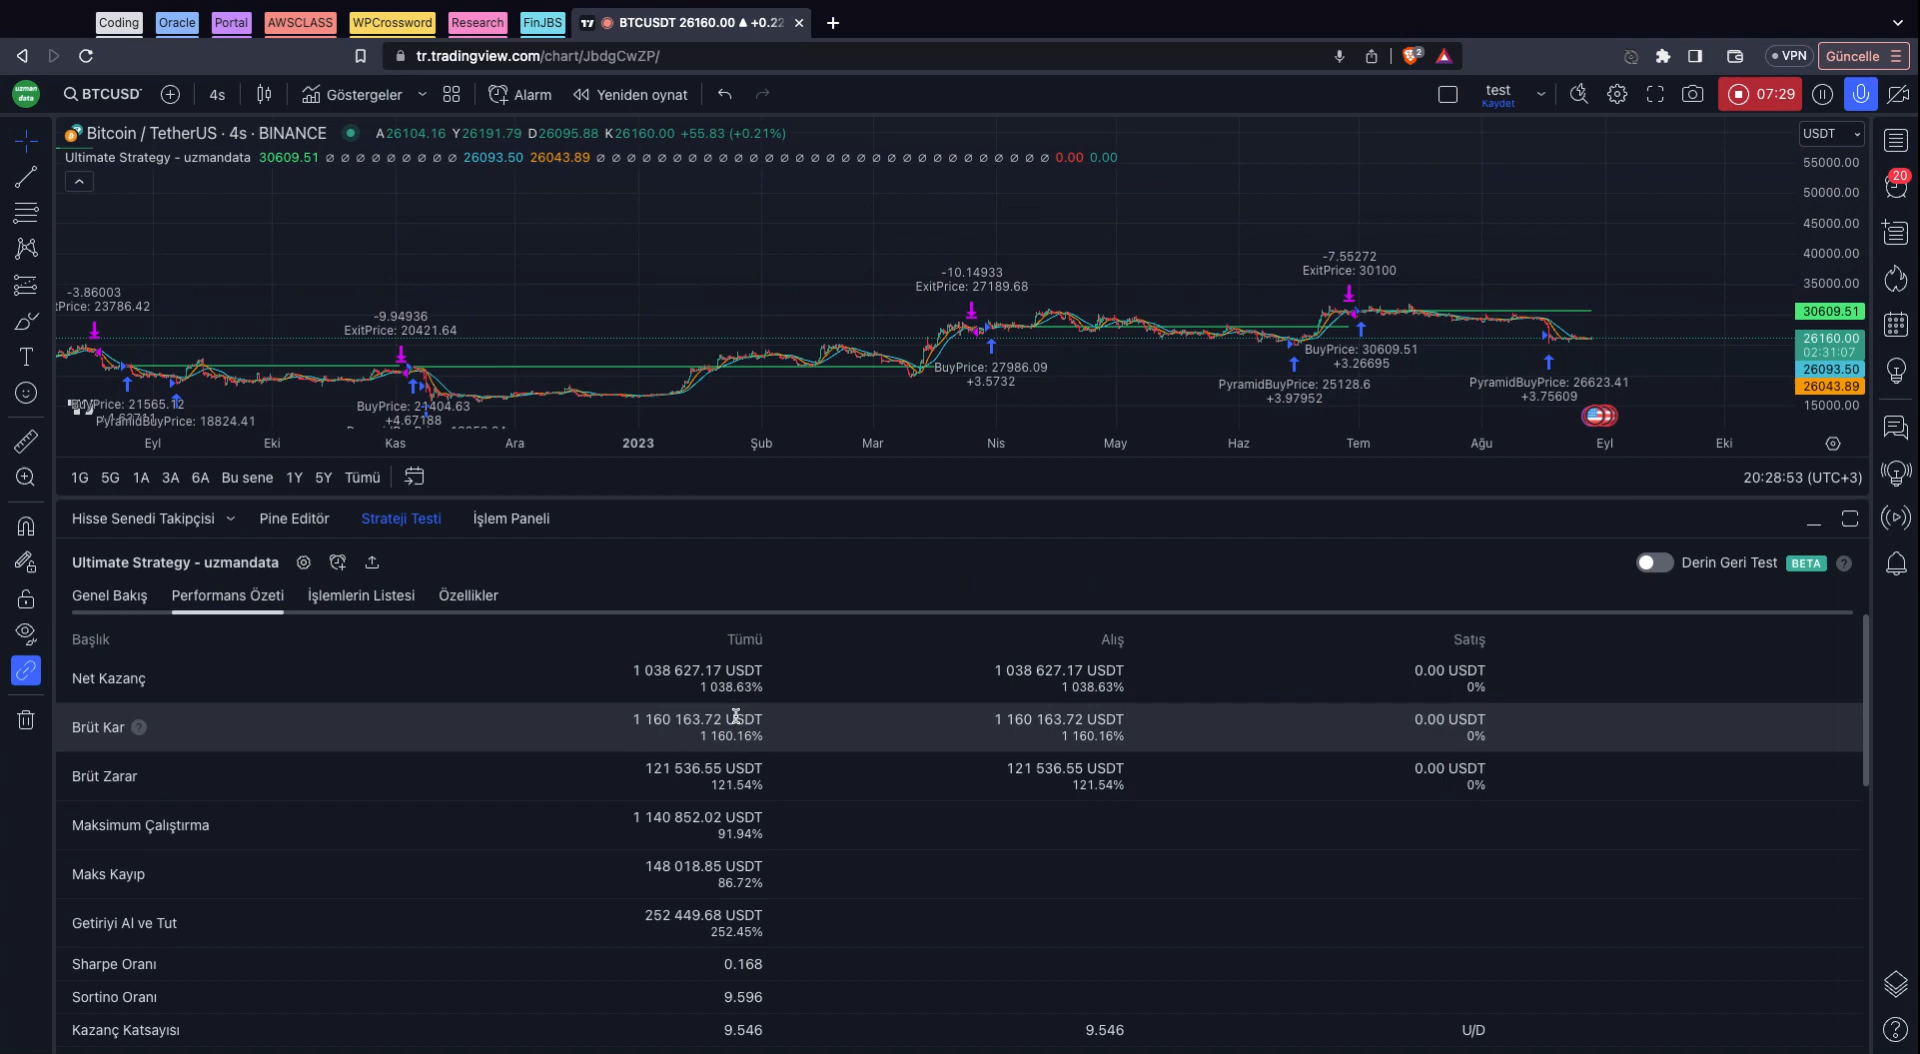 Coding Oracle Portal AWSCLASS WPCrossword Research FinJBS BTCUSDT 26160.00 ▲ +0.22
tr.tradingview.com/chart/JbdgCwZP/ 2 VPN Güncelle
uzman data BTCUSD 4s Göstergeler Alarm Yeniden oynat test Kaydet 07:29
Bitcoin / TetherUS · 4s · BINANCE A26104.16 Y26191.79 D26095.88 K26160.00 +55.83 (+0.21%) USDT
Ultimate Strategy - uzmandata 30609.51 ∅ ∅ ∅ ∅ ∅ ∅ ∅ ∅ ∅ 26093.50 26043.89 ∅ ∅ ∅ ∅ ∅ ∅ ∅ ∅ ∅ ∅ ∅ ∅ ∅ ∅ ∅ ∅ ∅ ∅ ∅ ∅ ∅ ∅ ∅ ∅ ∅ ∅ ∅ ∅ ∅ 0.00 0.00
55000.00
20
50000.00
45000.00
40000.00
35000.00
-7.55272
ExitPrice: 30100
-10.14933
ExitPrice: 27189.68
-3.86003
tPrice: 23786.42
-9.94936
ExitPrice: 20421.64
30609.51
26160.00
02:31:07
26093.50
26043.89
15000.00
BuyPrice: 30609.51
+3.26695
BuyPrice: 27986.09
+3.5732
PyramidBuyPrice: 25128.6
+3.97952
PyramidBuyPrice: 26623.41
+3.75609
BuyPrice: 21404.63
+4.67188
BuyPrice: 21565.12
PyramidBuyPrice: 18824.41
Eyl Eki Kas Ara 2023 Şub Mar Nis May Haz Tem Ağu Eyl Eki
1G 5G 1A 3A 6A Bu sene 1Y 5Y Tümü 20:28:53 (UTC+3)
Hisse Senedi Takipçisi Pine Editör Strateji Testi İşlem Paneli
Ultimate Strategy - uzmandata Derin Geri Test BETA
Genel Bakış Performans Özeti İşlemlerin Listesi Özellikler
Başlık Tümü Alış Satış
Net Kazanç 1 038 627.17 USDT 1 038 627.17 USDT 0.00 USDT
1 038.63% 1 038.63% 0%
Brüt Kar 1 160 163.72 USDT 1 160 163.72 USDT 0.00 USDT
1 160.16% 1 160.16% 0%
Brüt Zarar 121 536.55 USDT 121 536.55 USDT 0.00 USDT
121.54% 121.54% 0%
Maksimum Çalıştırma 1 140 852.02 USDT
91.94%
Maks Kayıp 148 018.85 USDT
86.72%
Getiriyi Al ve Tut 252 449.68 USDT
252.45%
Sharpe Oranı 0.168
Sortino Oranı 9.596
Kazanç Katsayısı 9.546 9.546 U/D